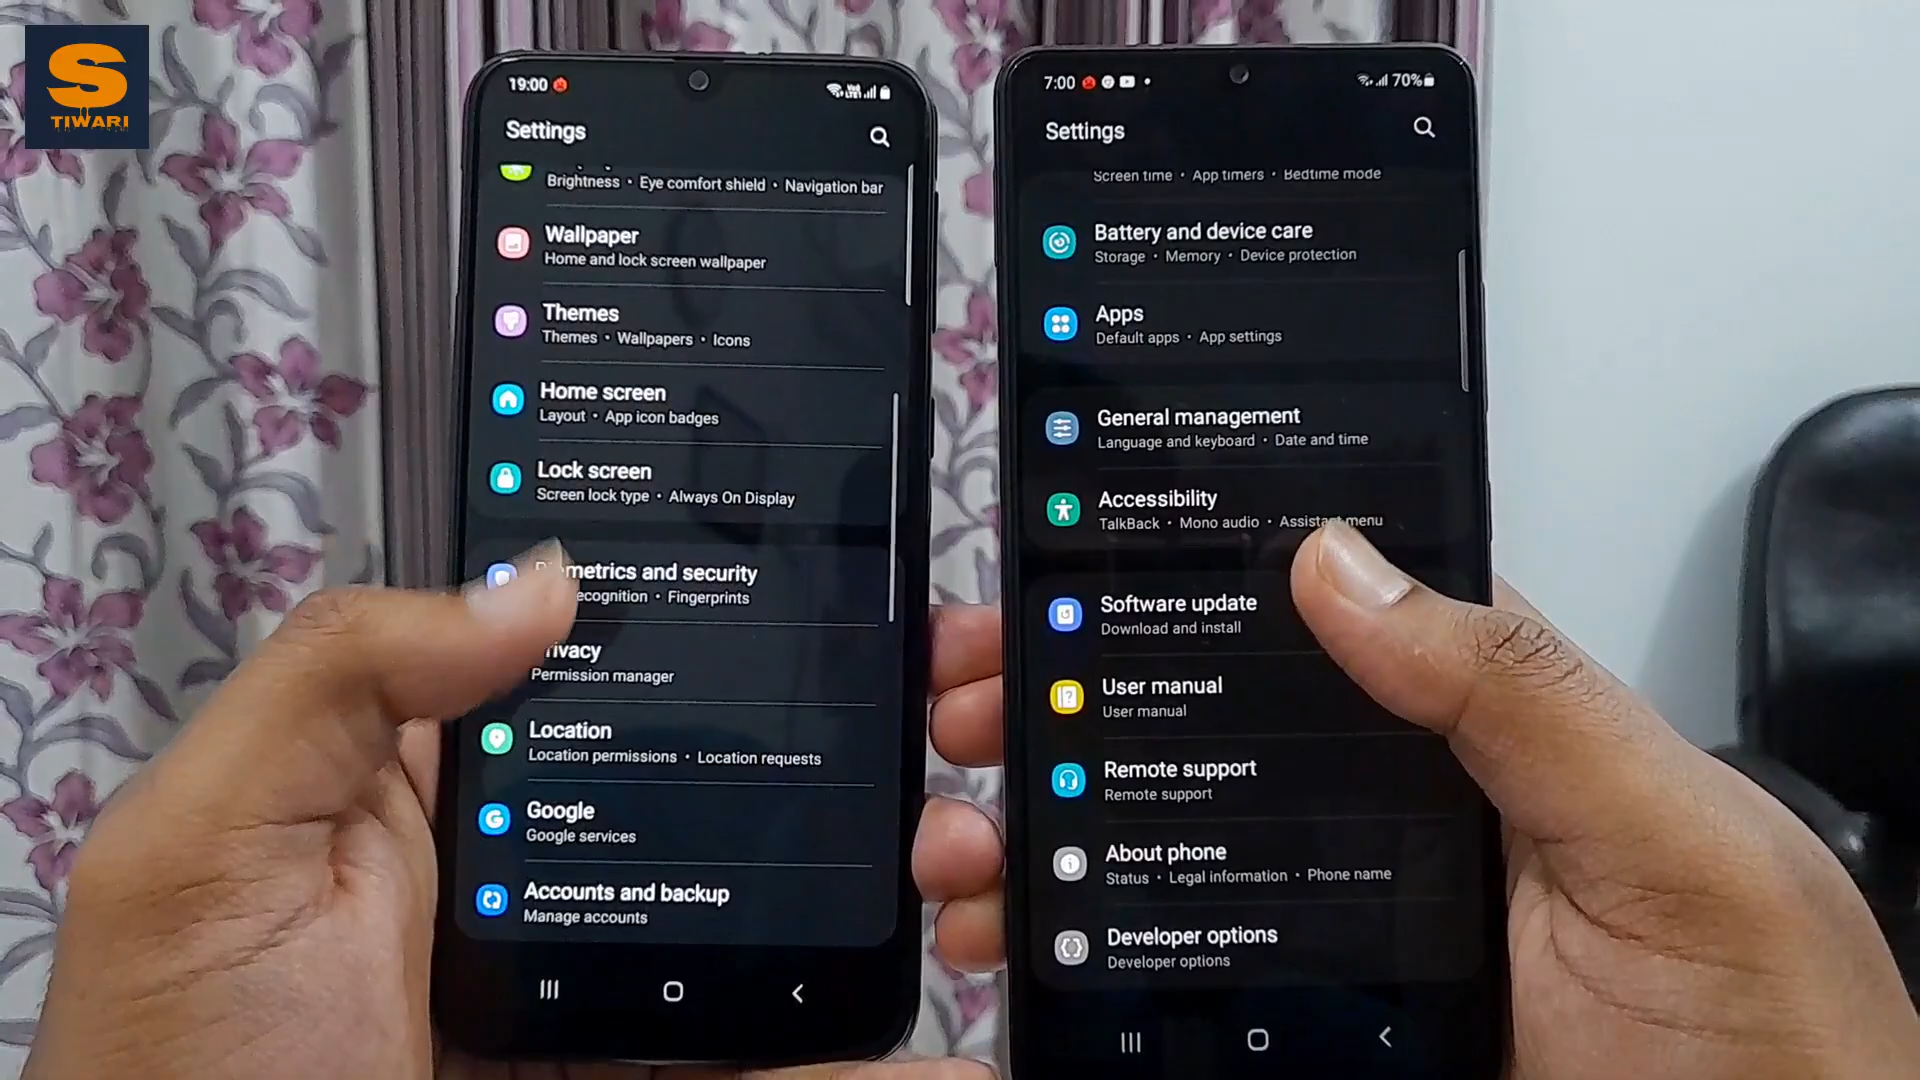 S
TIWARI
19:00
Settings
Brightness • Eye comfort shield • Navigation bar
Wallpaper
Home and lock screen wallpaper
Themes
Themes • Wallpapers • Icons
Home screen
Layout • App icon badges
Lock screen
Screen lock type • Always On Display
metrics and security
ecognition • Fingerprints
rivacy
Permission manager
Location
Location permissions • Location requests
Google
Google services
Accounts and backup
Manage accounts
7:00
70%
Settings
Screen time • App timers • Bedtime mode
Battery and device care
Storage • Memory • Device protection
Apps
Default apps • App settings
General management
Language and keyboard • Date and time
Accessibility
TalkBack • Mono audio • Assistant menu
Software update
Download and install
User manual
User manual
Remote support
Remote support
About phone
Status • Legal information • Phone name
Developer options
Developer options